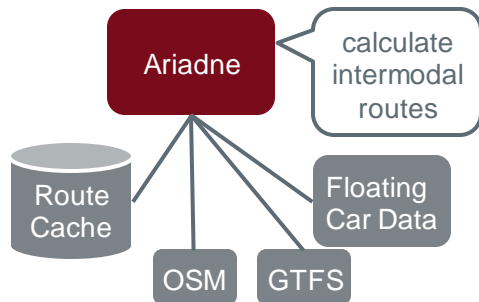 Ariadne
calculate
intermodal
routes
Route
Cache
Floating
Car Data
OSM
GTFS